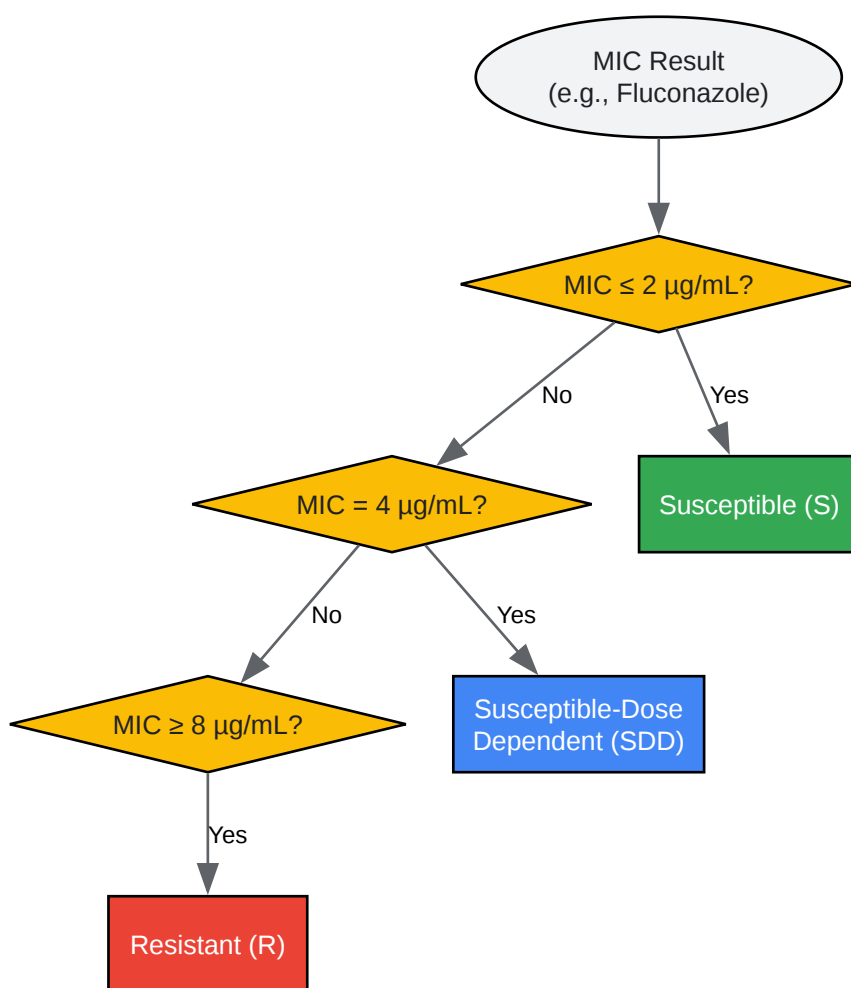 MIC Result
(e.g., Fluconazole)
MIC ≤ 2 µg/mL?
No
Yes
MIC = 4 µg/mL?
Susceptible (S)
No
Yes
MIC ≥ 8 µg/mL?
Susceptible-Dose
Dependent (SDD)
Yes
Resistant (R)